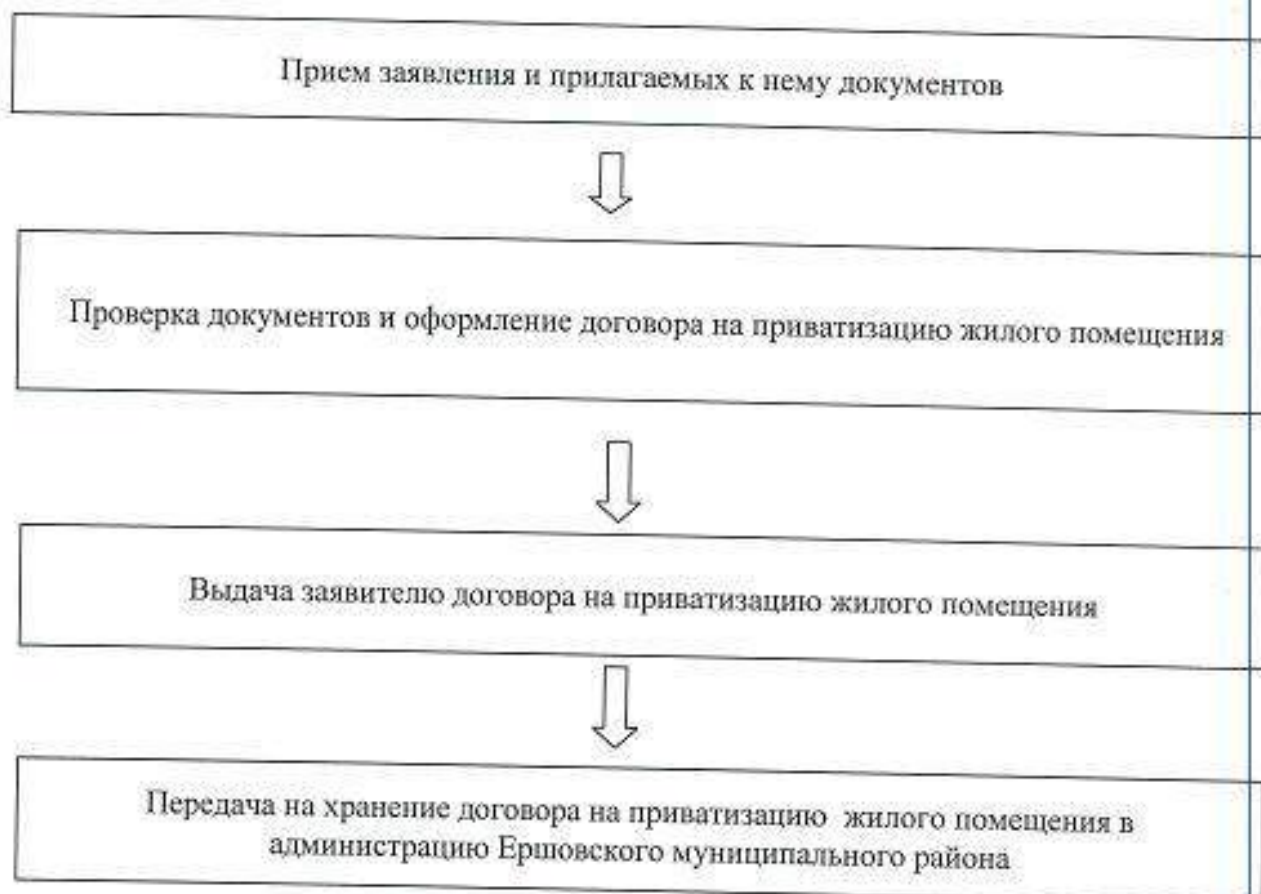 Прием заявления и прилагаемых к нему документов
Проверка документов и оформление договора на приватизацию жилого помещения
Выдача заявителю договора на приватизацию жилого помещения
Передача на хранение договора на приватизацию жилого помещения в
администрацию Ершовского муниципального района